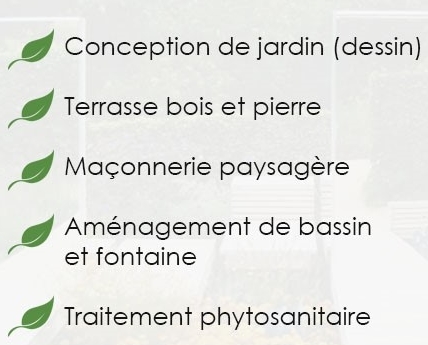 Conception de jardin (dessin)
Terrasse bois et pierre
Maçonnerie paysagère
Aménagement de bassin
et fontaine
Traitement phytosanitaire